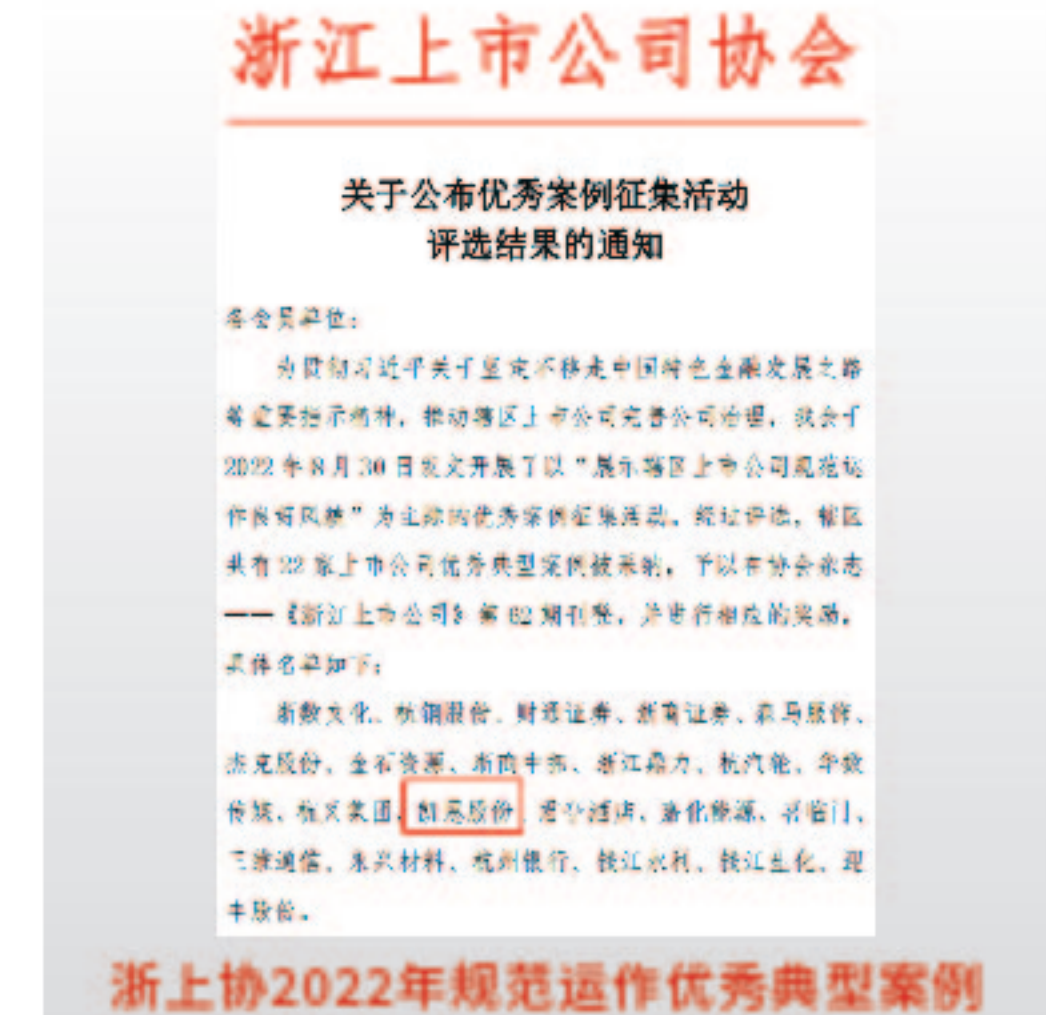 浙江上市公司协会
关于公布优秀案例征集活动
评选结果的通知
各会员单位：
为贯彻习近平关于坚定不移走中国特色金融发展之路
等重要指示精神，推动辖区上市公司完善公司治理，我会于
2022年8月30日发文开展了以“展示辖区上市公司规范运
作良好风貌”为主题的优秀案例征集活动。经过评选，辖区
共有22家上市公司优秀典型案例被采纳，予以在协会杂志
——《浙江上市公司》第62期刊登，并进行相应的奖励。
具体名单如下：
浙数文化、杭钢股份、财通证券、浙商证券、森马服饰、
杰克股份、金石资源、浙商中拓、浙江鼎力、杭汽轮、华数
传媒、杭叉集团、凯恩股份、君亭酒店、嘉化能源、喜临门、
三维通信、永兴材料、杭州银行、钱江水利、钱江生化、迎
丰股份。
浙上协2022年规范运作优秀典型案例